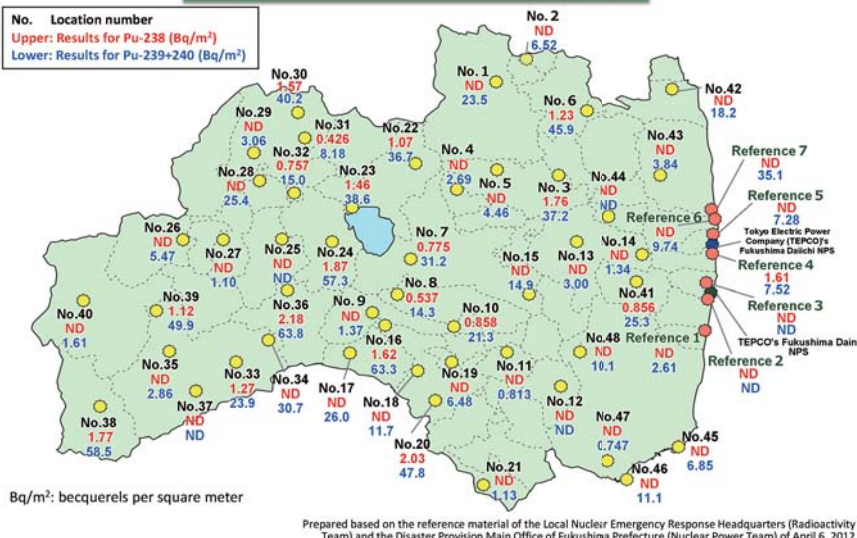 No. Location number
Upper: Results for Pu-238 (Bq/m²)
Lower: Results for Pu-239+240 (Bq/m²)
No. 2
ND
6.52
No. 1
ND
23.5
No.42
ND
18.2
No.30
1.57
40.2
No. 6
1.23
45.9
No.29
ND
3.06
No.31
0.426
8.18
No.22
1.07
36.7
No.43
ND
3.84
No.32
0.757
15.0
No. 4
ND
2.69
No.28
ND
25.4
No.23
1.46
38.6
No. 5
ND
4.46
No. 3
1.76
37.2
No.44
ND
ND
Reference 7
ND
35.1
Reference 5
ND
7.28
Reference 6
ND
9.74
Tokyo Electric Power
Company (TEPCO)'s
Fukushima Daiichi NPS
Reference 4
1.61
7.52
No.26
ND
5.47
No.27
ND
1.10
No.25
ND
ND
No.24
1.87
57.3
No. 7
0.775
31.2
No.15
ND
14.9
No.13
ND
3.00
No.14
ND
1.34
No.40
ND
1.61
No.39
1.12
49.9
No.36
2.18
63.8
No. 9
ND
1.37
No. 8
0.537
14.3
No.10
0.858
21.3
No.41
0.856
25.3
Reference 3
ND
ND
TEPCO's Fukushima Dain
NPS
Reference 1
ND
2.61
Reference 2
ND
ND
No.35
ND
2.86
No.33
1.27
23.9
No.34
ND
30.7
No.16
1.62
63.3
No.17
ND
26.0
No.18
ND
11.7
No.19
ND
6.48
No.11
ND
0.813
No.48
ND
10.1
No.12
ND
ND
No.37
ND
ND
No.38
1.77
58.5
No.20
2.03
47.8
No.47
ND
0.747
No.45
ND
6.85
No.46
ND
11.1
No.21
ND
1.13
Bq/m²: becquerels per square meter
Prepared based on the reference material of the Local Nuclear Emergency Response Headquarters (Radioactivity
Team) and the Disaster Provision Main Office of Fukushima Prefecture (Nuclear Power Team) of April 6, 2012